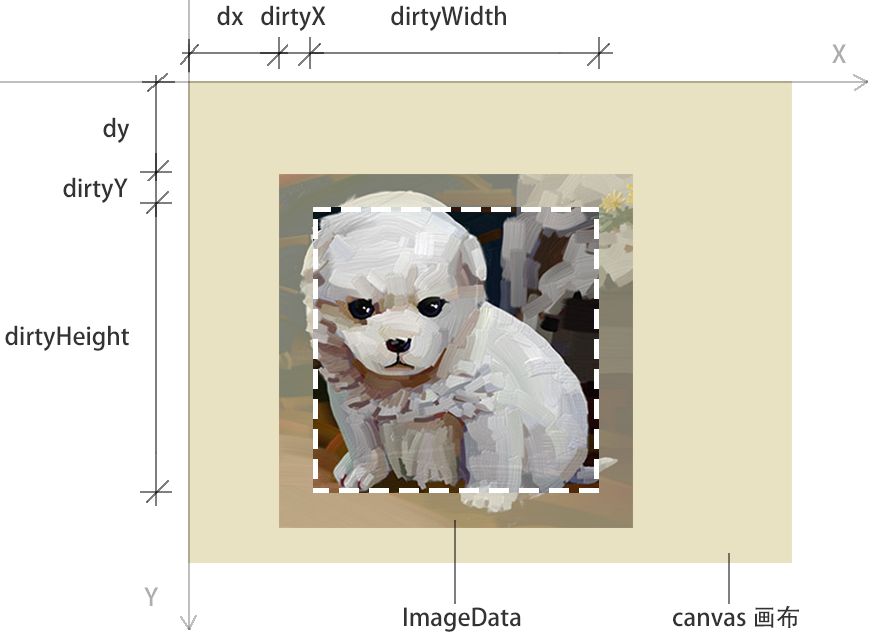 dx dirtyX dirtyWidth
X
dy
dirtyY
dirtyHeight
Y
ImageData
canvas 画布